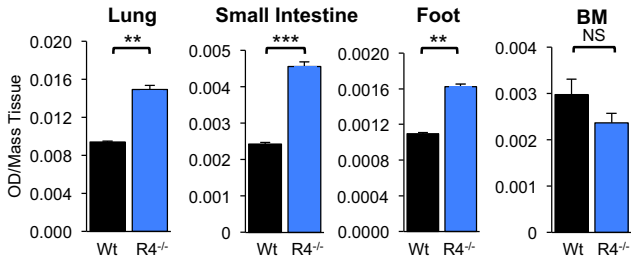 Lung
Small Intestine
Foot
BM
OD/Mass Tissue
0.020
0.016
0.012
0.008
0.004
0.000
**
Wt R4-/-
0.005
0.004
0.003
0.002
0.001
0
***
Wt R4-/-
0.0020
0.0016
0.0012
0.0008
0.0004
0.0000
**
Wt R4-/-
0.004
0.003
0.002
0.001
0
NS
Wt R4-/-